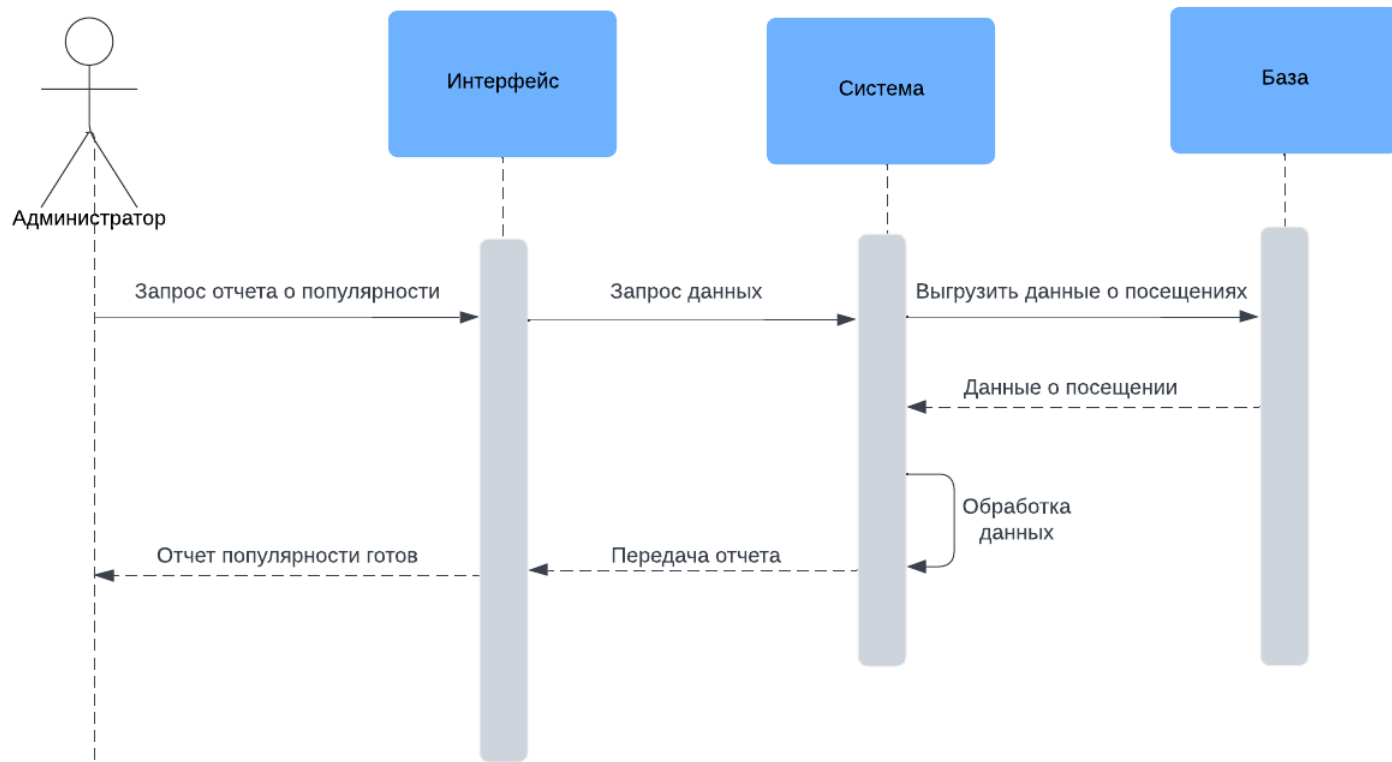 Интерфейс
Система
База
Администратор
Запрос отчета о популярности
Запрос данных
Выгрузить данные о посещениях
Данные о посещении
Обработка
данных
Отчет популярности готов
Передача отчета